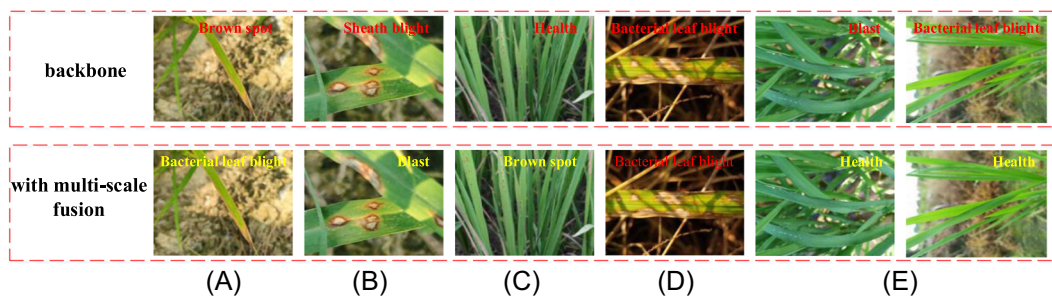 backbone
Brown spot
Sheath blight
Health
Bacterial leaf blight
Blast
Bacterial leaf blight
with multi-scale
fusion
Bacterial leaf blight
Blast
Brown spot
Bacterial leaf blight
Health
Health
(A)
(B)
(C)
(D)
(E)